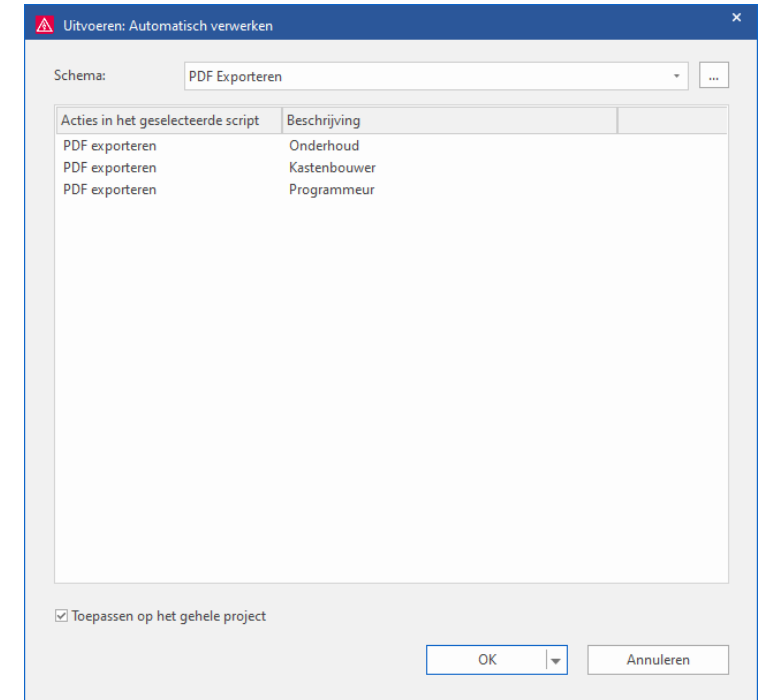 Uitvoeren: Automatisch verwerken
Schema: PDF Exporteren ...
Acties in het geselecteerde script Beschrijving
PDF exporteren Onderhoud
PDF exporteren Kastenbouwer
PDF exporteren Programmeur
Toepassen op het gehele project
OK Annuleren